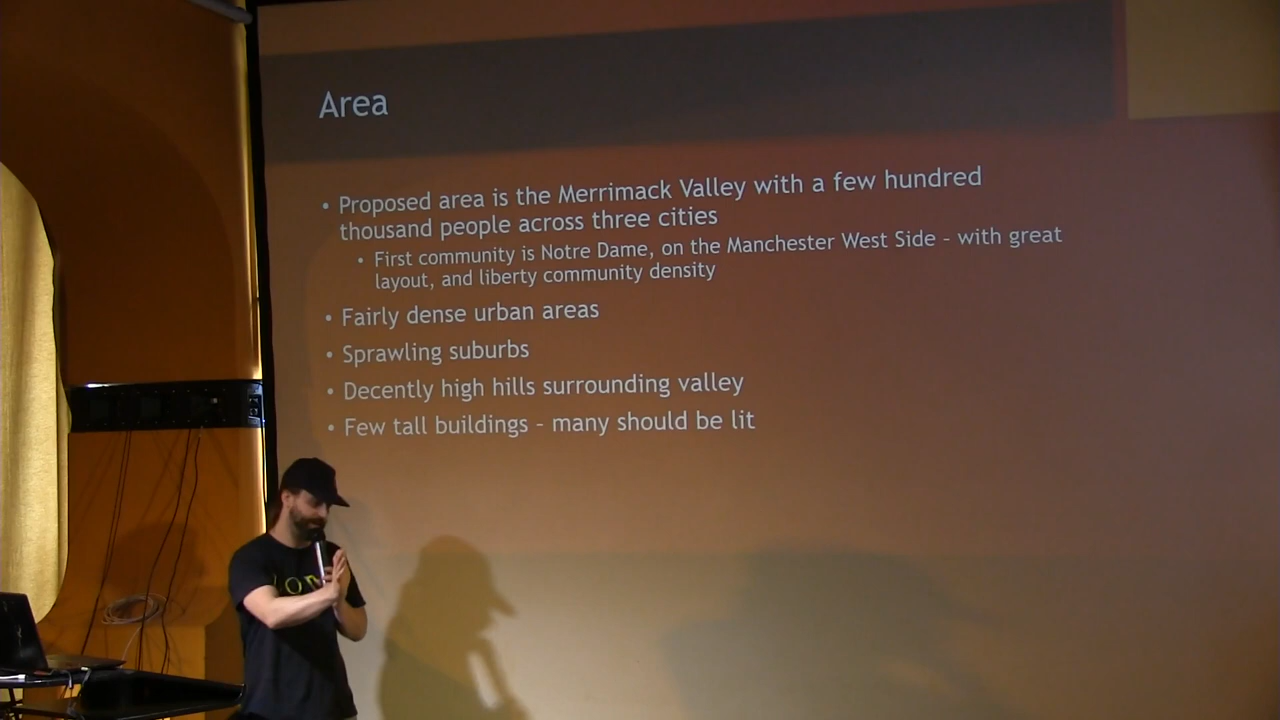 Area
• Proposed area is the Merrimack Valley with a few hundred
thousand people across three cities
• First community is Notre Dame, on the Manchester West Side - with great
layout, and liberty community density
• Fairly dense urban areas
• Sprawling suburbs
• Decently high hills surrounding valley
• Few tall buildings - many should be lit